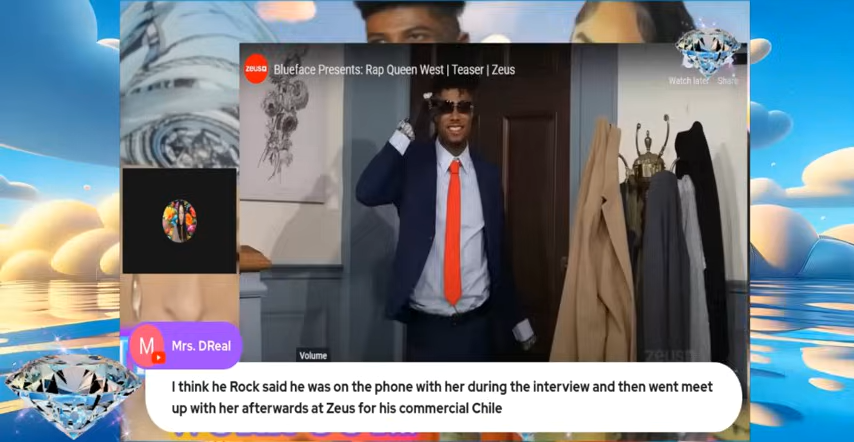 ZEUS
Blueface Presents: Rap Queen West | Teaser | Zeus
Watch later
Volume
zeus
M
Mrs. DReal
I think he Rock said he was on the phone with her during the interview and then went meet
up with her afterwards at Zeus for his commercial Chile